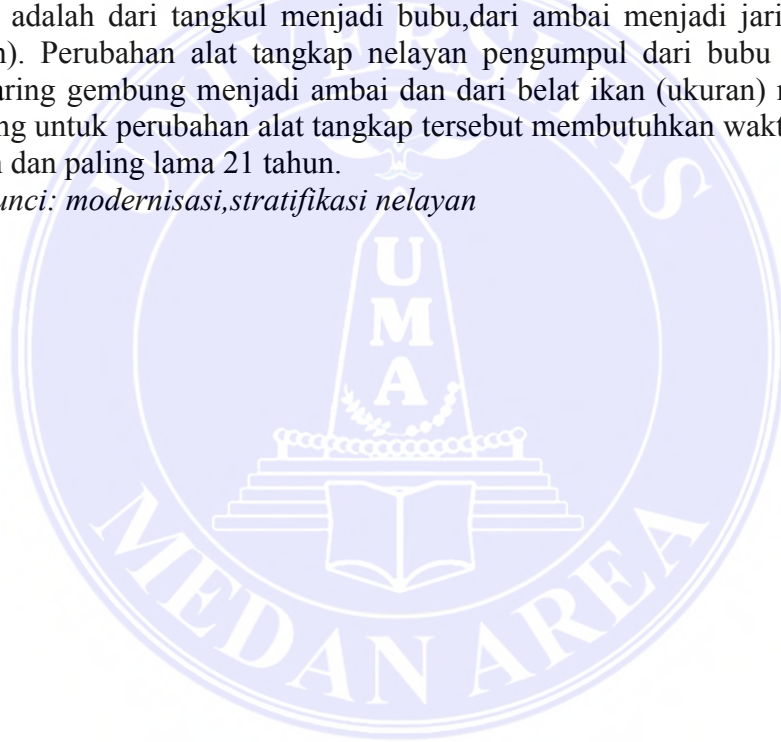 adalah dari tangkul menjadi bubu,dari ambai menjadi jari
n). Perubahan alat tangkap nelayan pengumpul dari bubu
aring gembung menjadi ambai dan dari belat ikan (ukuran)
ng untuk perubahan alat tangkap tersebut membutuhkan wakt
dan paling lama 21 tahun.
unci: modernisasi,stratifikasi nelayan
UNIVERSITAS
UMA
MEDAN AREA